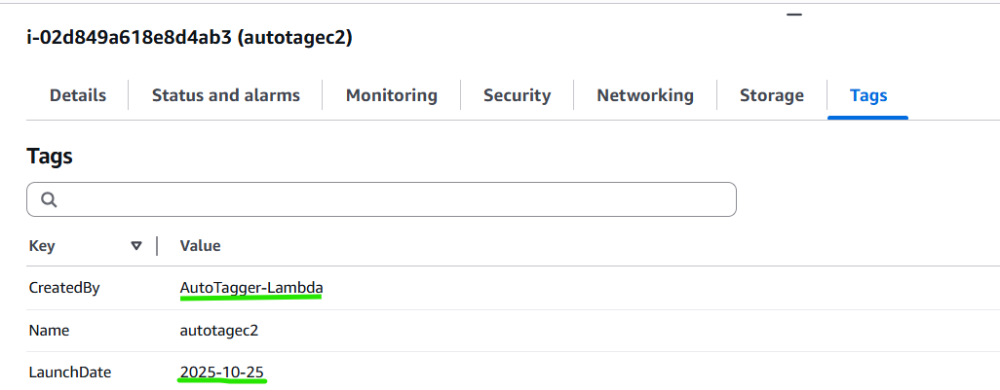 i-02d849a618e8d4ab3 (autotagec2)
Details Status and alarms Monitoring Security Networking Storage Tags
Tags
Key Value
CreatedBy AutoTagger-Lambda
Name autotagec2
LaunchDate 2025-10-25